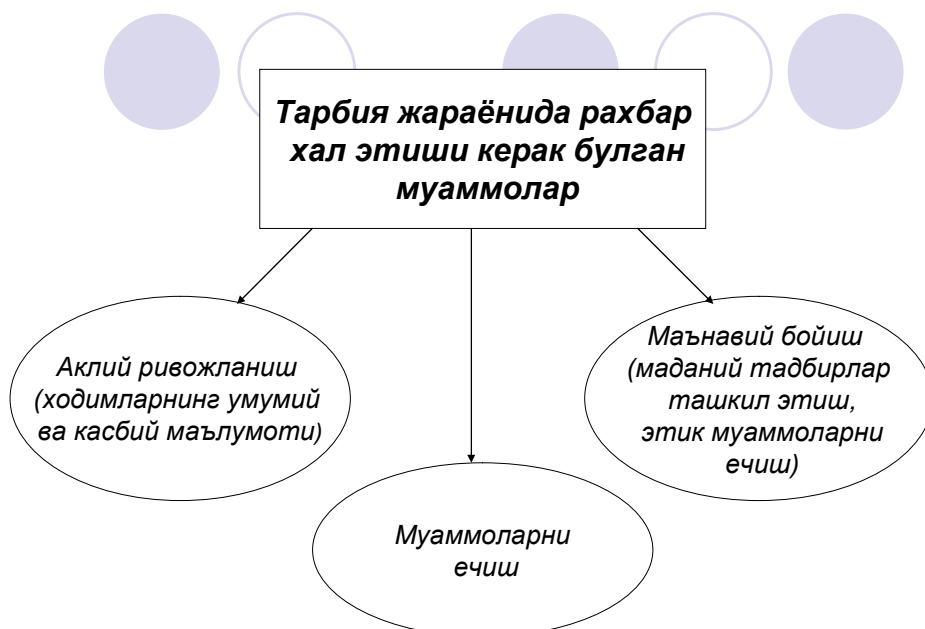 Тарбия жараёнида рахбар
хал этиши керак булган
муаммолар
Аклий ривожланиш
(ходимларнинг умумий
ва касбий маълумоти)
Маънавий бойиш
(маданий тадбирлар
ташкил этиш,
этик муаммоларни
ечиш)
Муаммоларни
ечиш